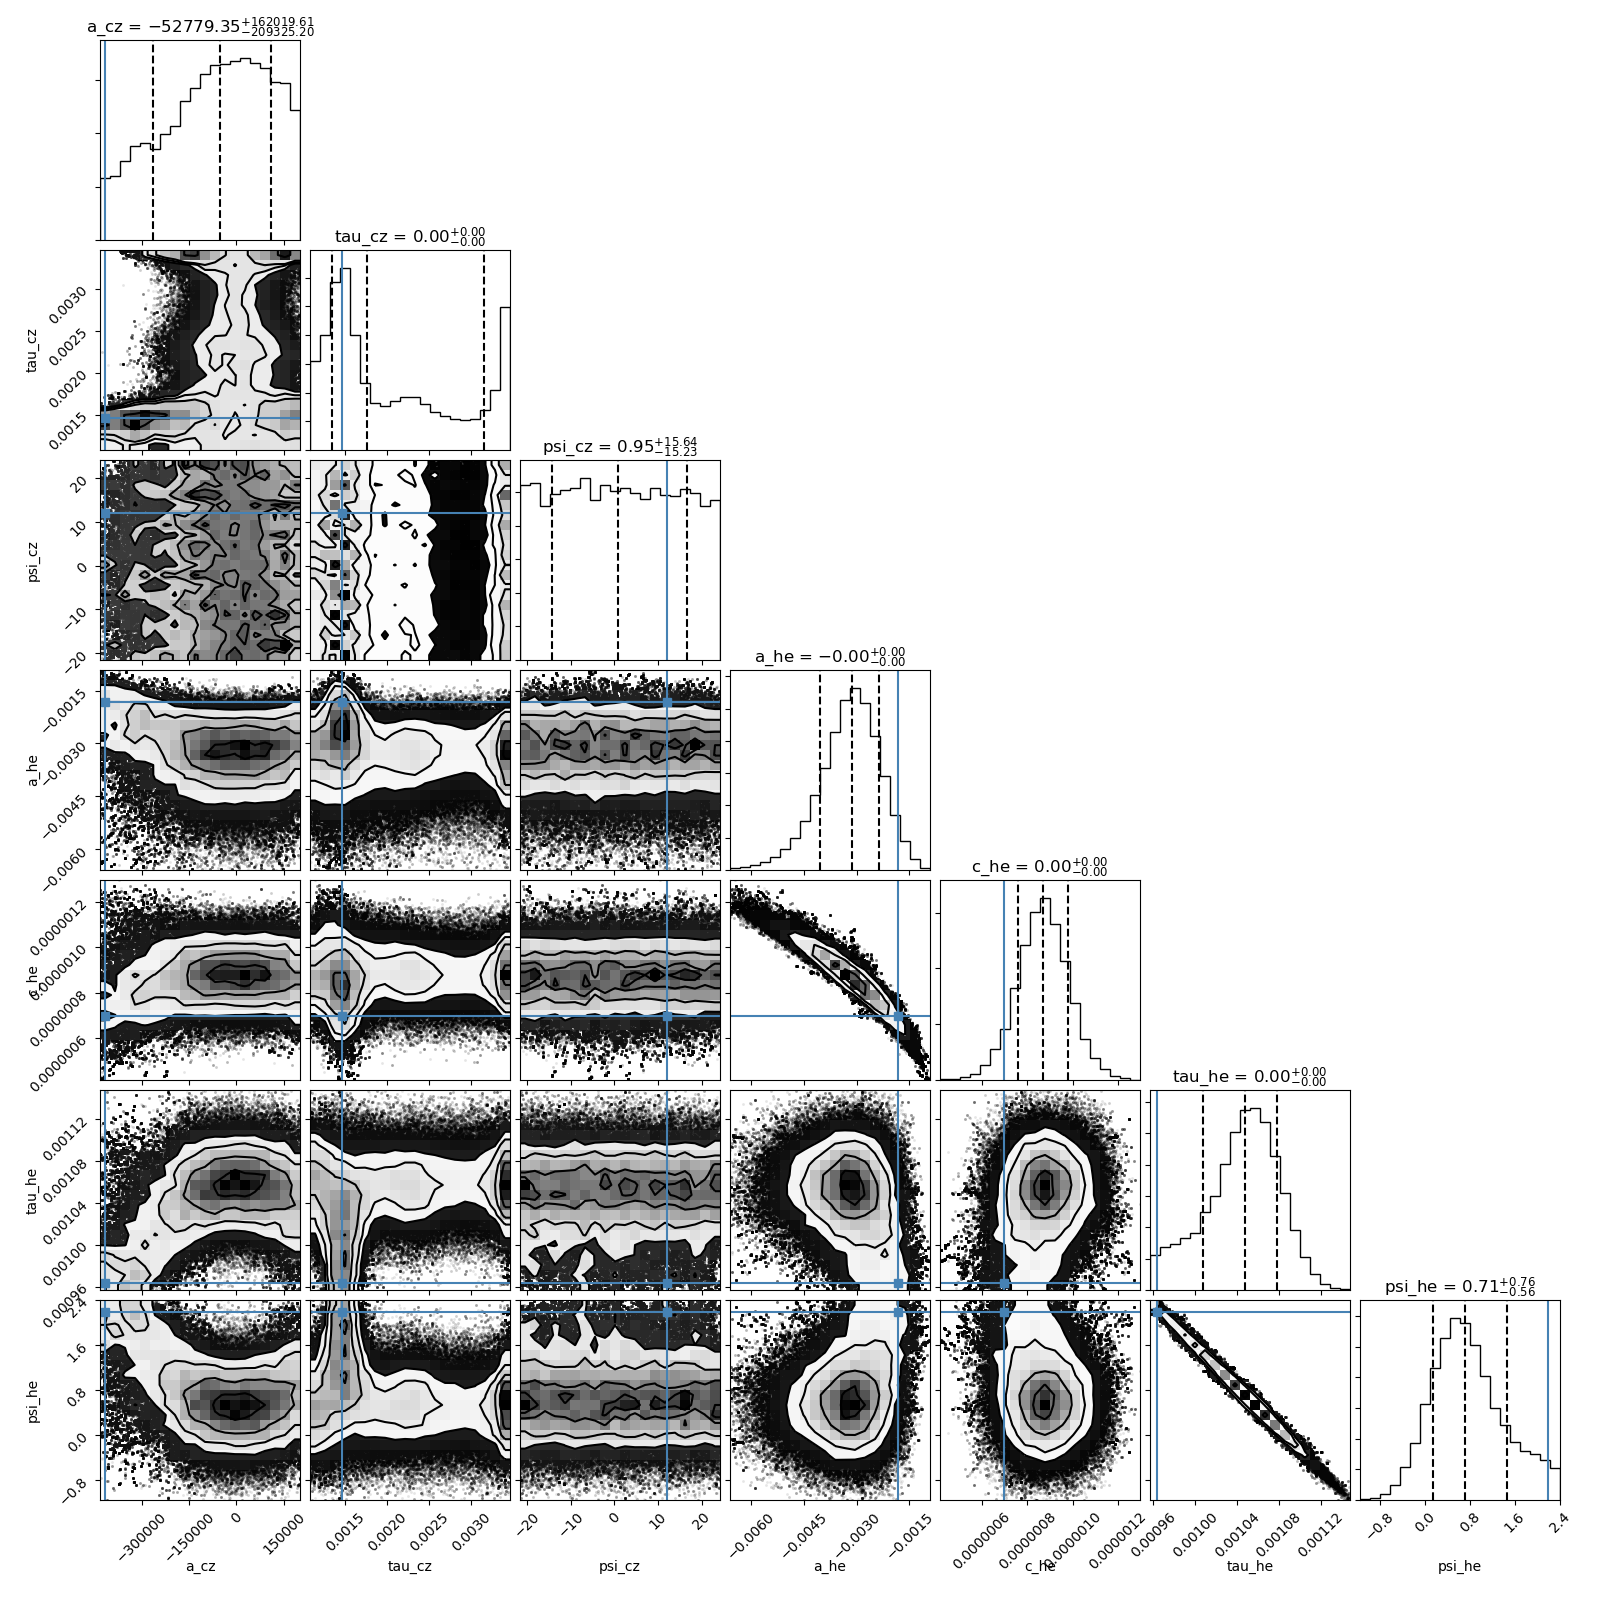 a_cz = −52779.35+162019.61−209325.20
tau_cz = 0.00+0.00−0.00
psi_cz = 0.95+15.64−15.23
a_he = −0.00+0.00−0.00
c_he = 0.00+0.00−0.00
tau_he = 0.00+0.00−0.00
psi_he = 0.71+0.76−0.56
tau_cz
0.0030
0.0025
0.0020
0.0015
psi_cz
20
10
0
−10
−20
a_he
−0.0015
−0.0030
−0.0045
−0.0060
c_he
0.0000012
0.0000010
0.0000008
0.0000006
tau_he
0.00112
0.00108
0.00104
0.00100
0.00096
psi_he
2.4
1.6
0.8
0.0
−0.8
−300000
−150000
0
150000
a_cz
0.0015
0.0020
0.0025
0.0030
tau_cz
−20
−10
0
10
20
psi_cz
−0.0060
−0.0045
−0.0030
−0.0015
a_he
0.0000006
0.0000008
0.0000010
0.0000012
c_he
0.00096
0.00100
0.00104
0.00108
0.00112
tau_he
−0.8
0.0
0.8
1.6
2.4
psi_he